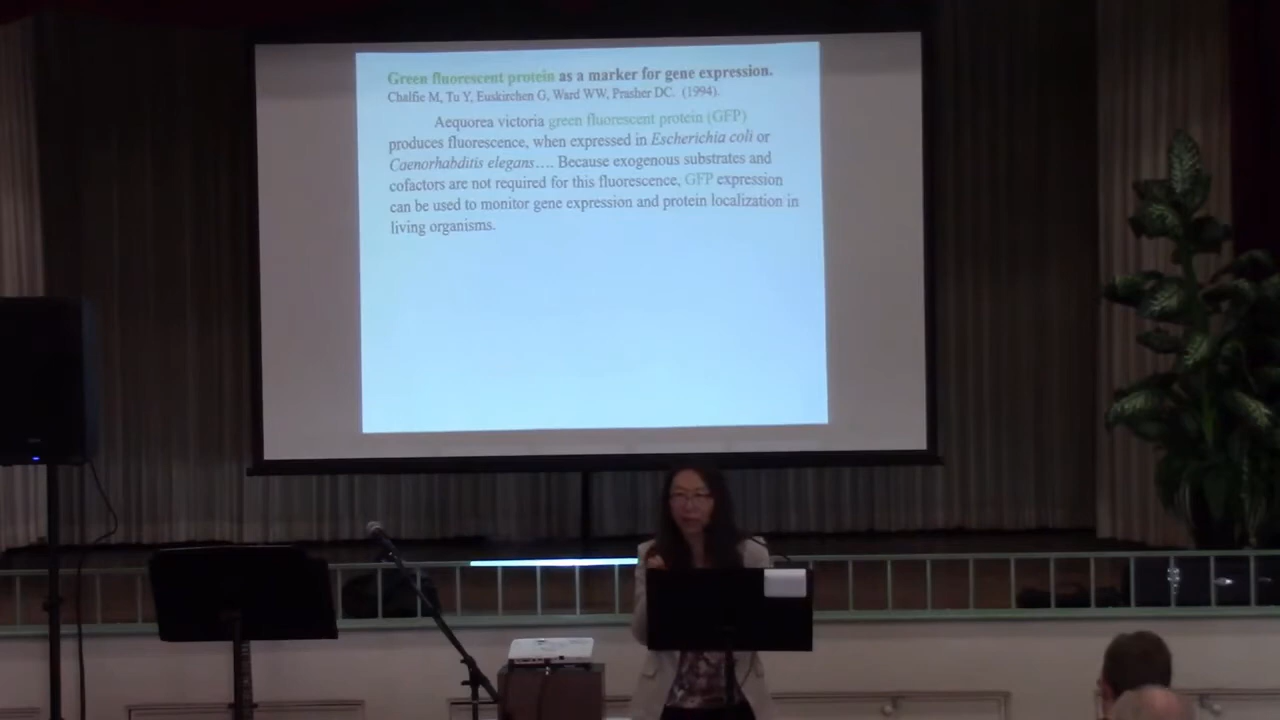 Green fluorescent protein as a marker for gene expression.
Chalfie M, Tu Y, Euskirchen G, Ward WW, Prasher DC. (1994).
Aequorea victoria green fluorescent protein (GFP)
produces fluorescence, when expressed in Escherichia coli or
Caenorhabditis elegans…. Because exogenous substrates and
cofactors are not required for this fluorescence, GFP expression
can be used to monitor gene expression and protein localization in
living organisms.